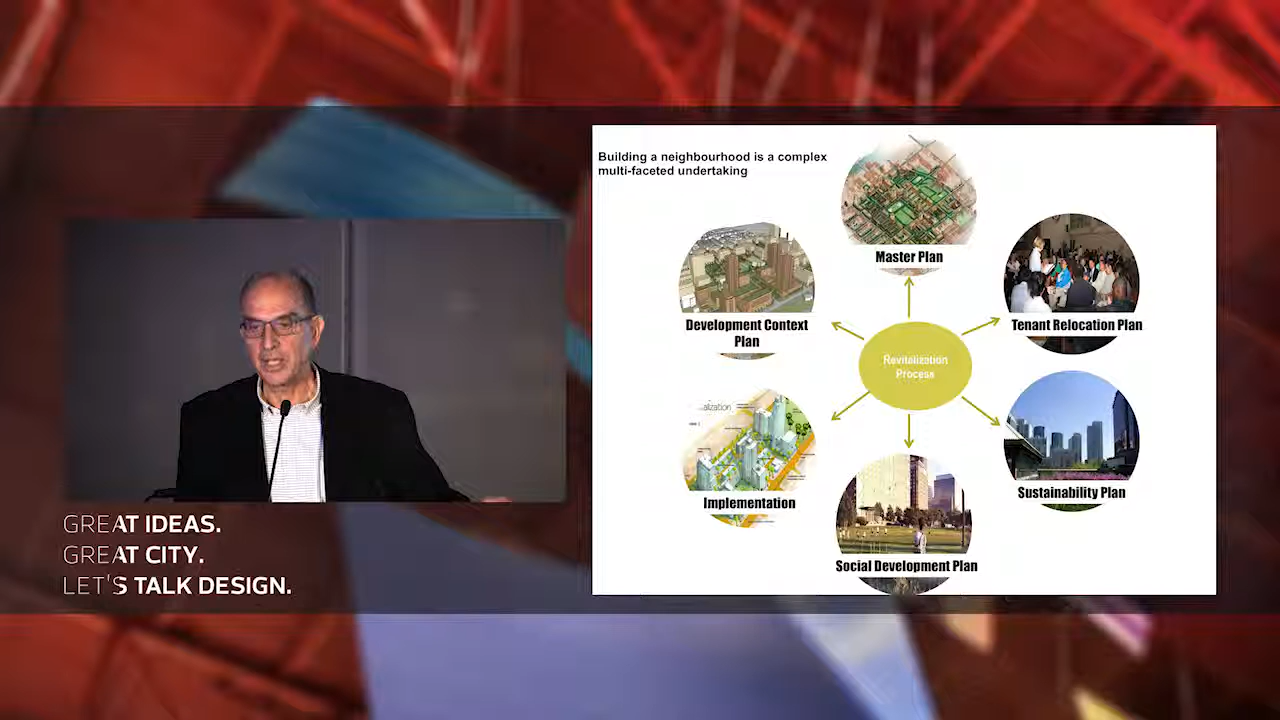 Building a neighbourhood is a complex
multi-faceted undertaking
Master Plan
Development Context
Plan
Tenant Relocation Plan
Revitalization
Process
alization
Implementation
Sustainability Plan
Social Development Plan
GREAT IDEAS.
GREAT CITY.
LET'S TALK DESIGN.